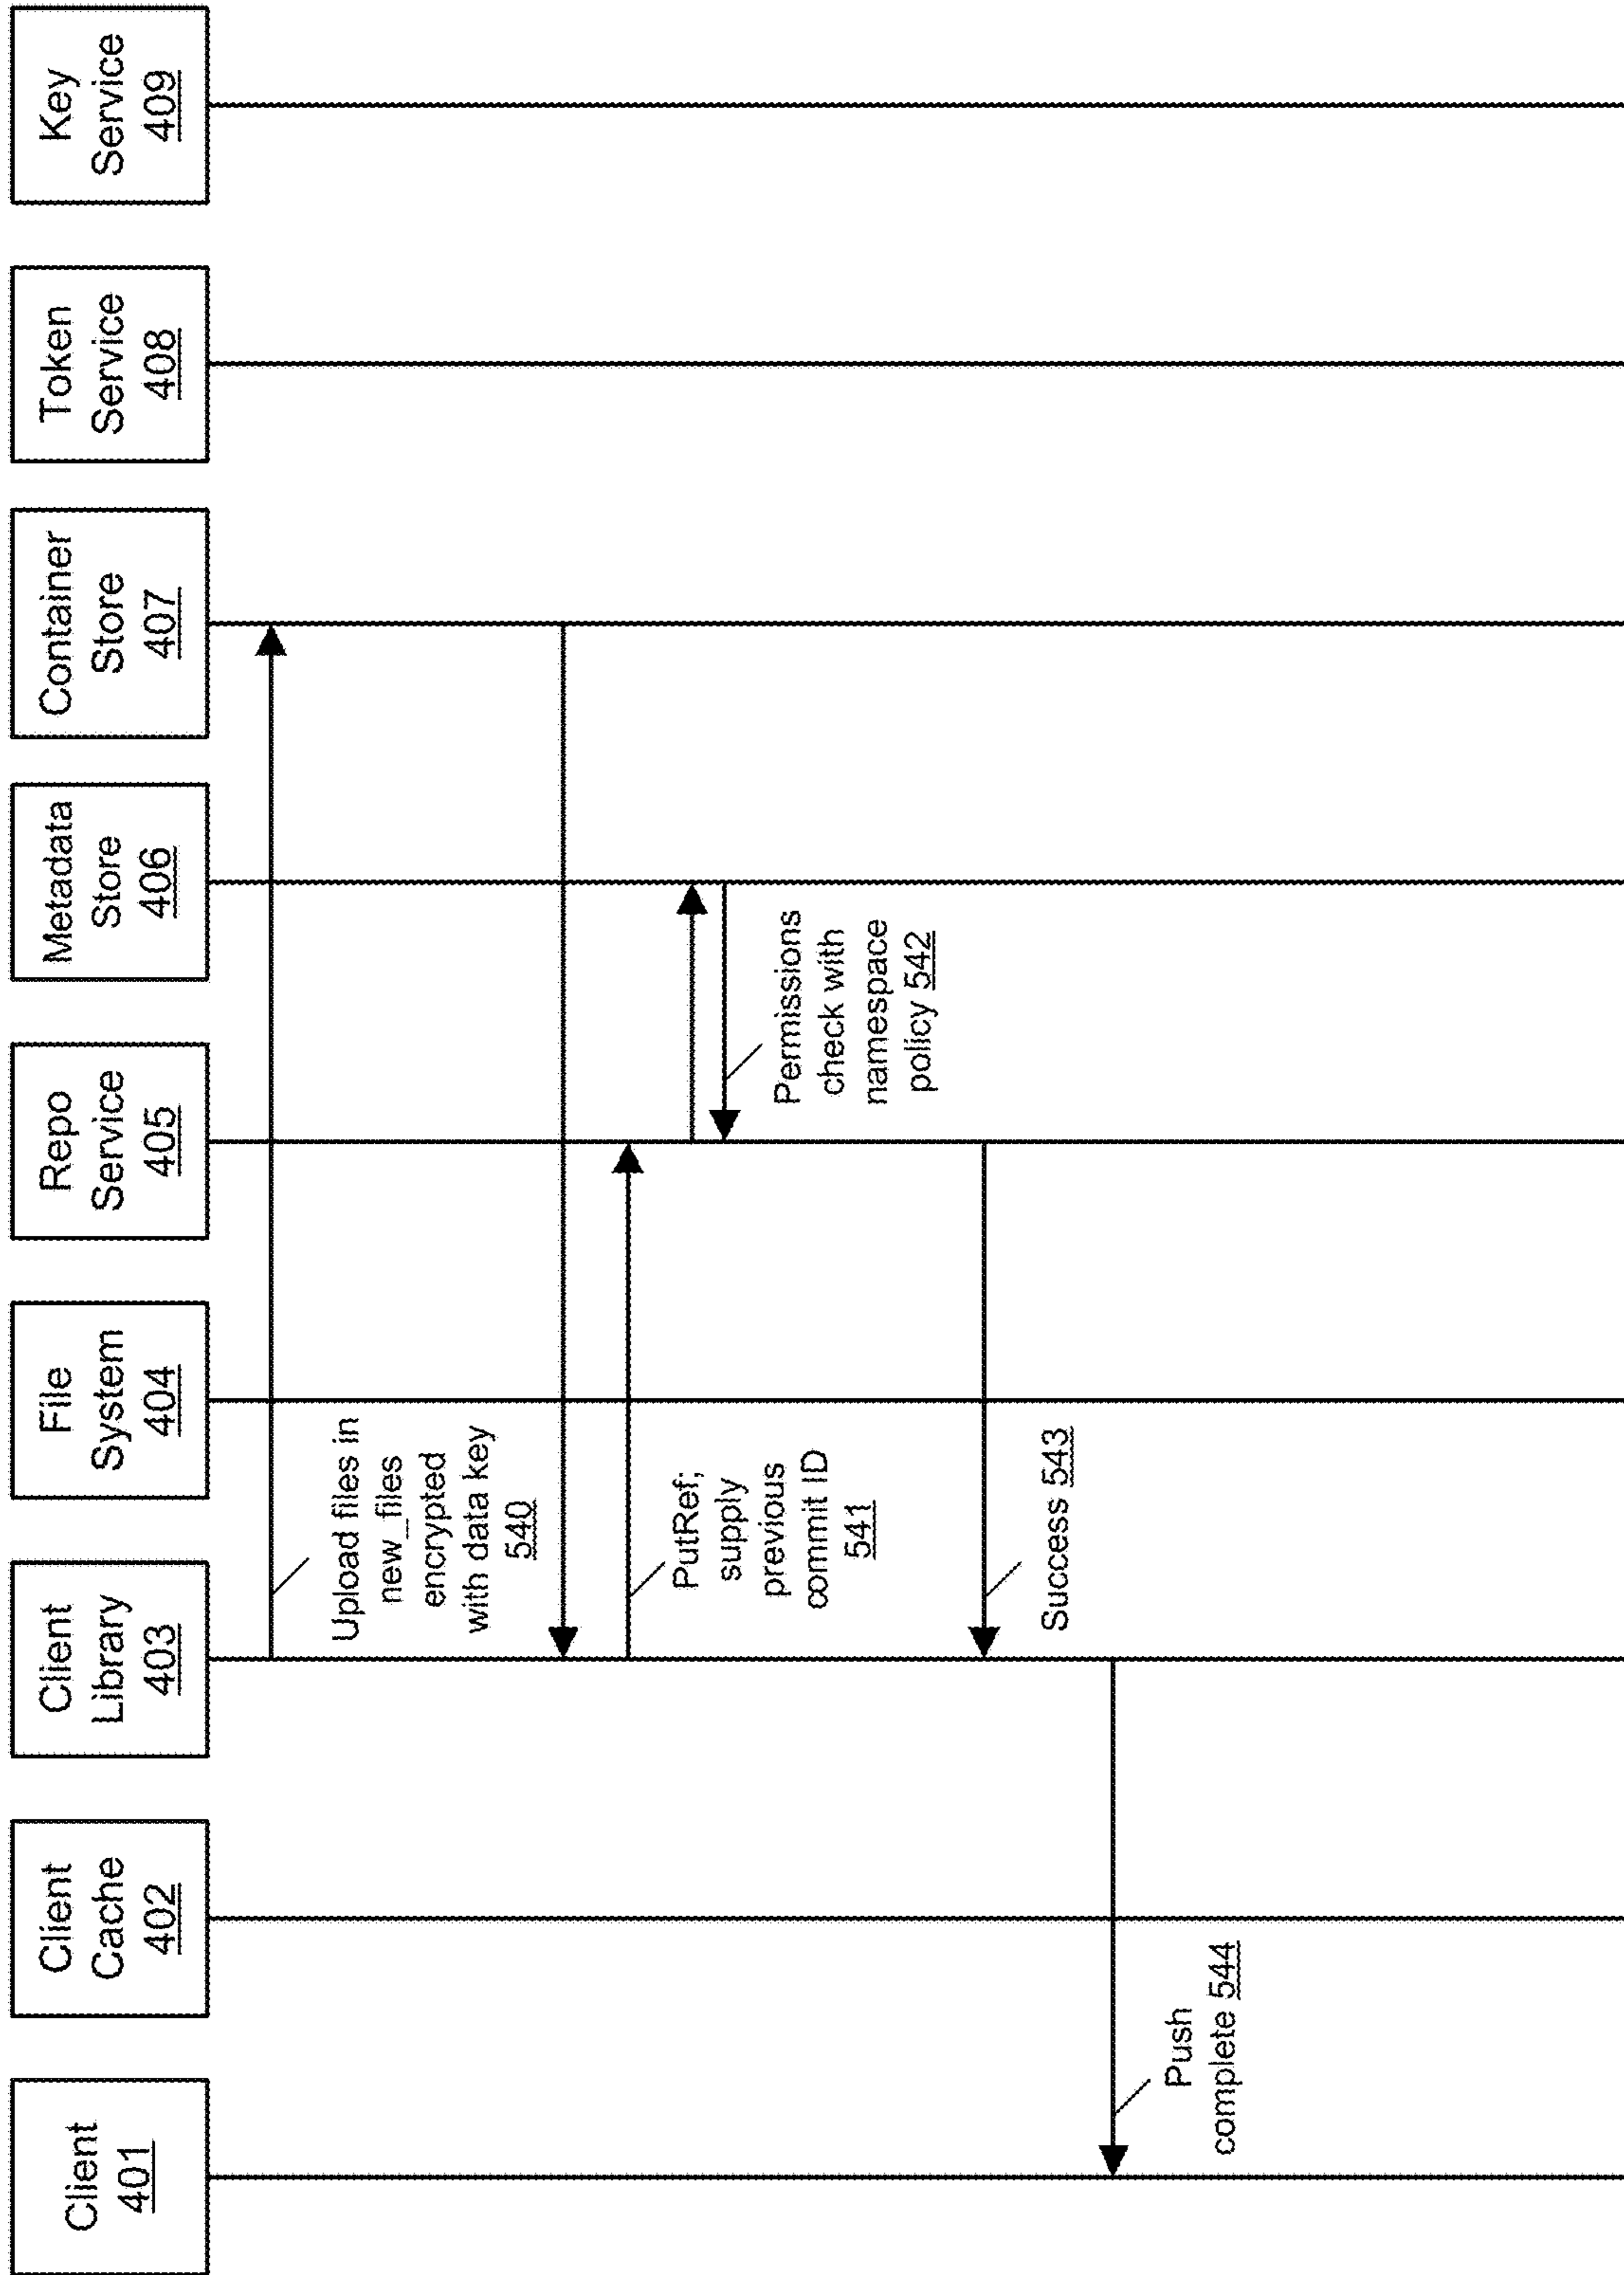 Client
401
Client
Cache
402
Client
Library
403
File
System
404
Repo
Service
405
Metadata
Store
406
Container
Store
407
Token
Service
408
Key
Service
409
Upload files in
new_files
encrypted
with data key
540
PutRef;
supply
previous
commit ID
541
Permissions
check with
namespace
policy 542
Success 543
Push
complete 544